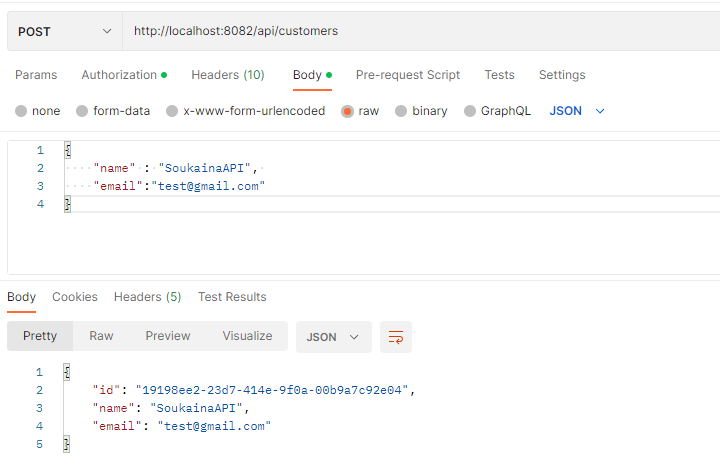 POST http://localhost:8082/api/customers
Params Authorization Headers (10) Body Pre-request Script Tests Settings
none form-data x-www-form-urlencoded raw binary GraphQL JSON
1 {
2 "name" : "SoukainaAPI",
3 "email":"test@gmail.com"
4 }
Body Cookies Headers (5) Test Results
Pretty Raw Preview Visualize JSON
1 {
2 "id": "19198ee2-23d7-414e-9f0a-00b9a7c92e04",
3 "name": "SoukainaAPI",
4 "email": "test@gmail.com"
5 }